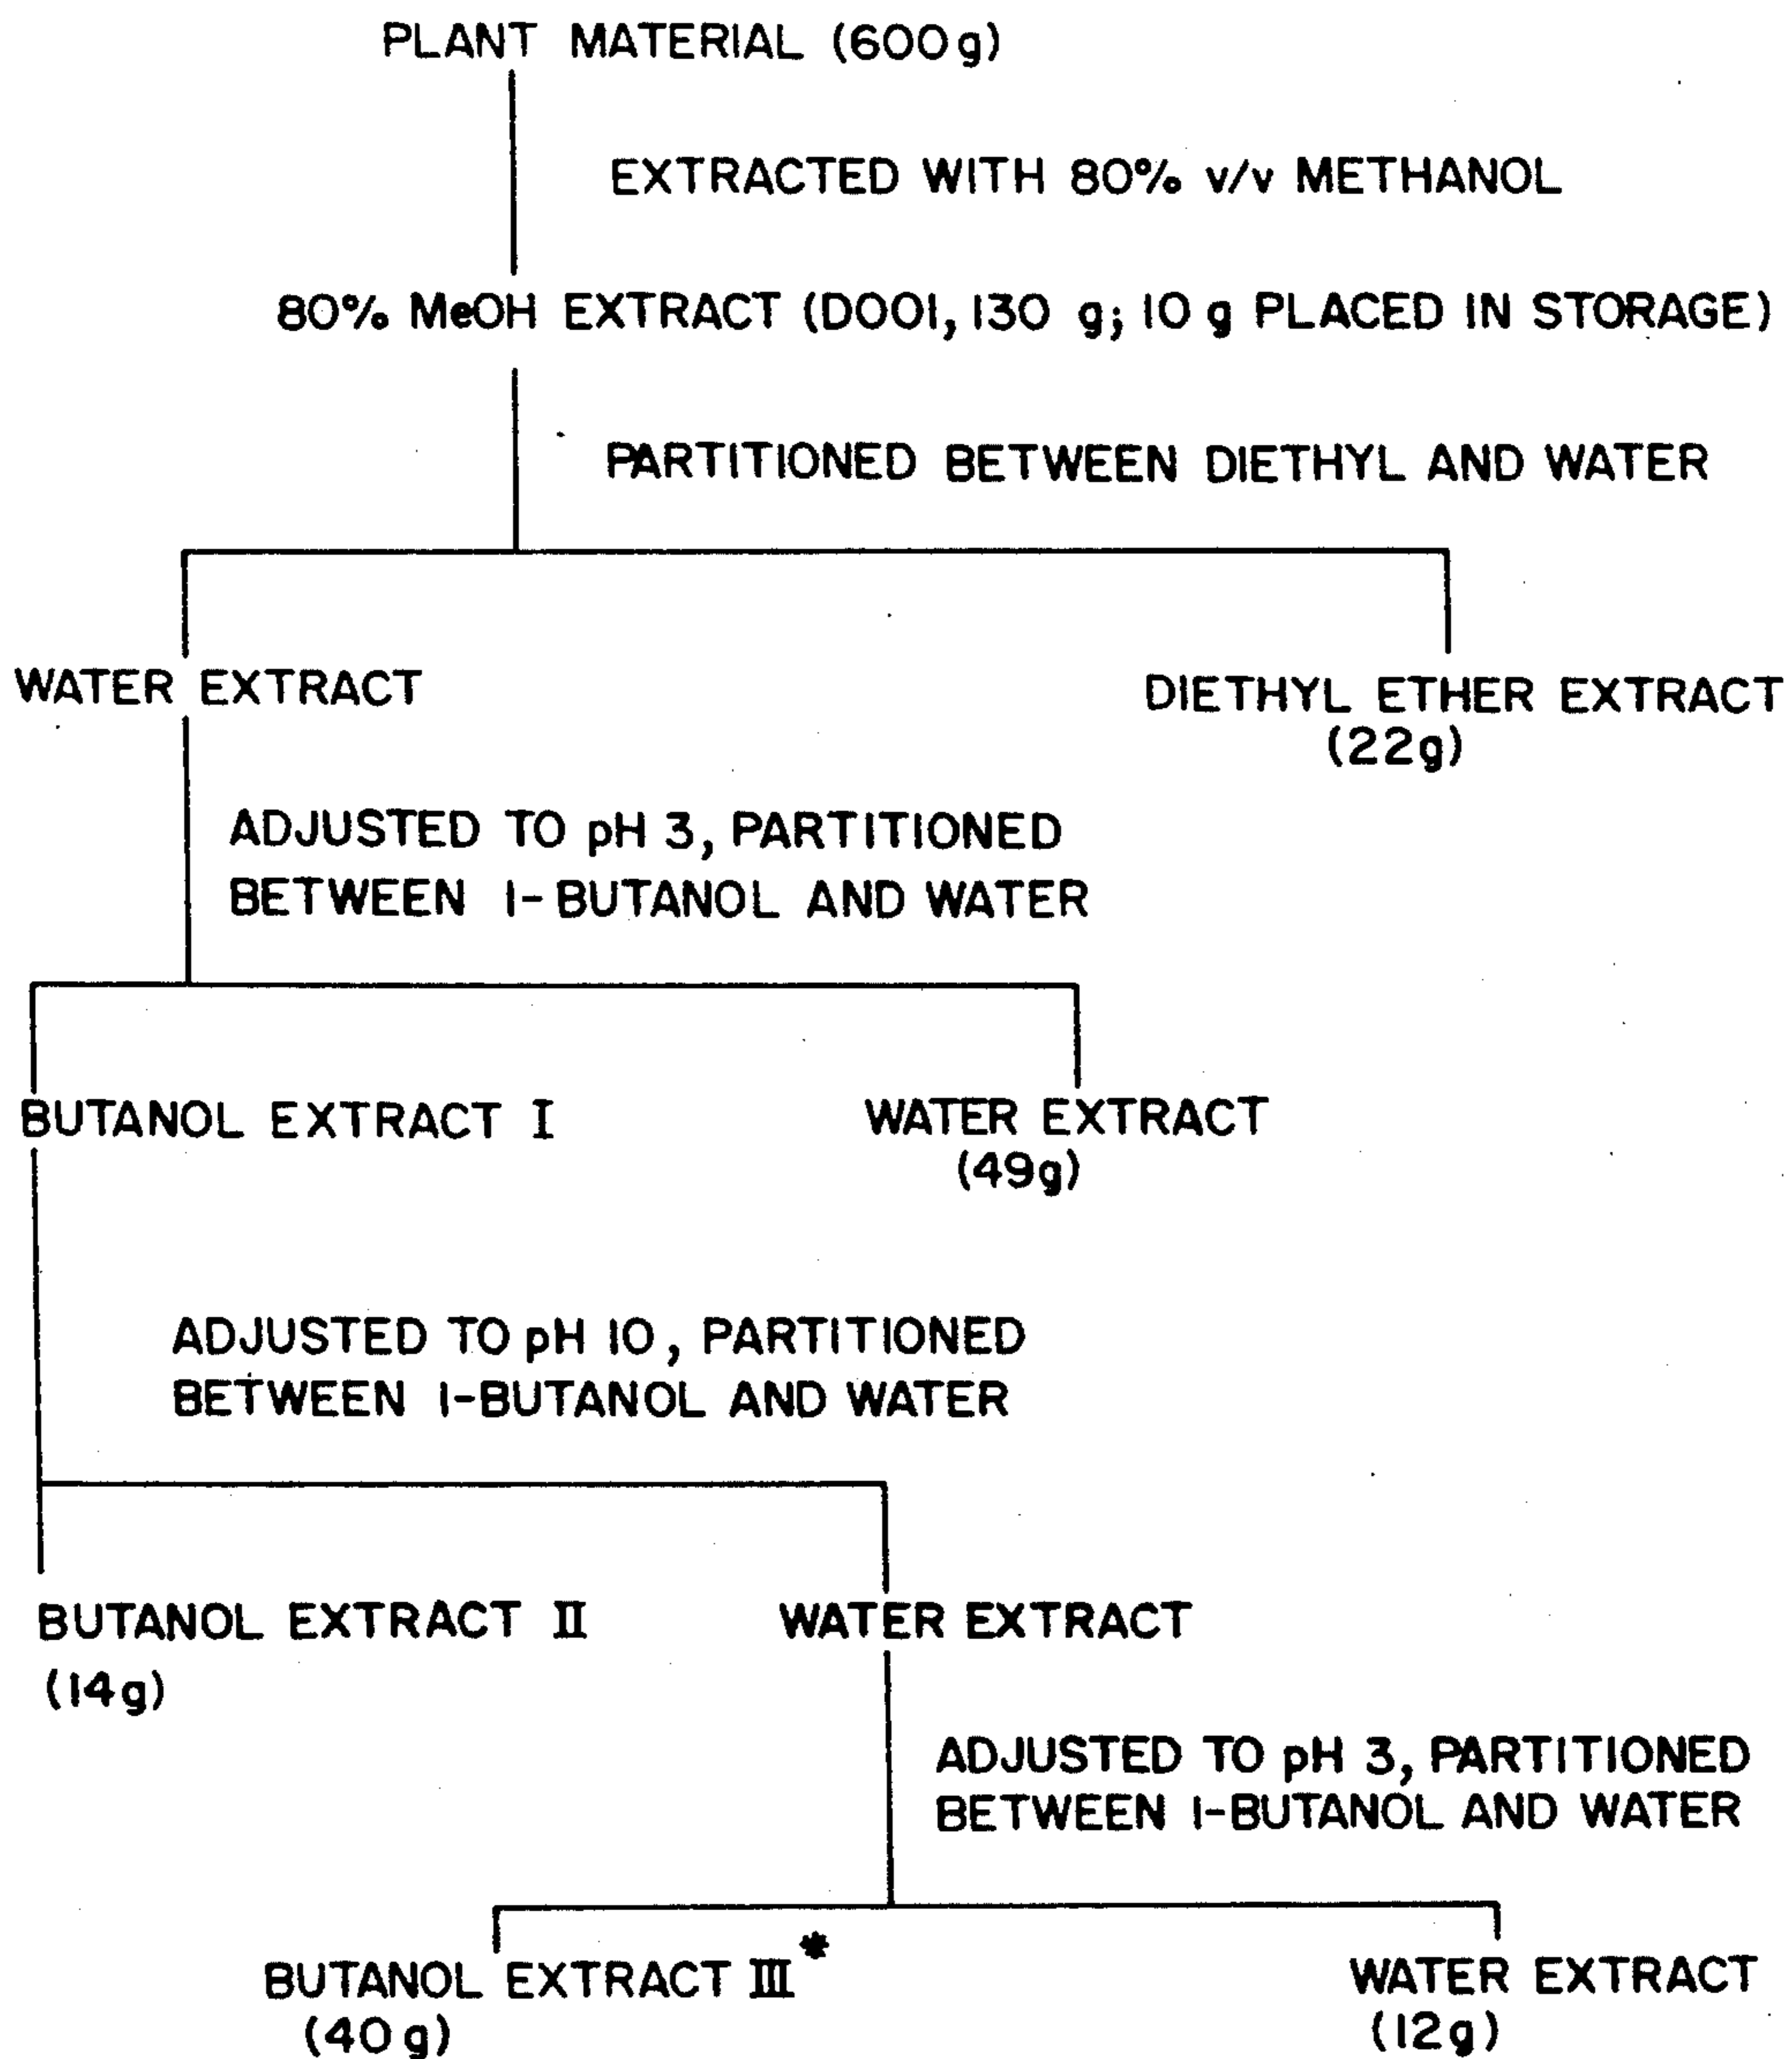 PLANT MATERIAL (600g)
EXTRACTED WITH 80% v/v METHANOL
80% MeOH EXTRACT (D001, 130 g; 10 g PLACED IN STORAGE)
PARTITIONED BETWEEN DIETHYL AND WATER
WATER EXTRACT
DIETHYL ETHER EXTRACT
(22g)
ADJUSTED TO pH 3, PARTITIONED
BETWEEN 1-BUTANOL AND WATER
BUTANOL EXTRACT I
WATER EXTRACT
(49g)
ADJUSTED TO pH 10, PARTITIONED
BETWEEN 1-BUTANOL AND WATER
BUTANOL EXTRACT II
(14g)
WATER EXTRACT
ADJUSTED TO pH 3, PARTITIONED
BETWEEN 1-BUTANOL AND WATER
BUTANOL EXTRACT III*
(40g)
WATER EXTRACT
(12g)